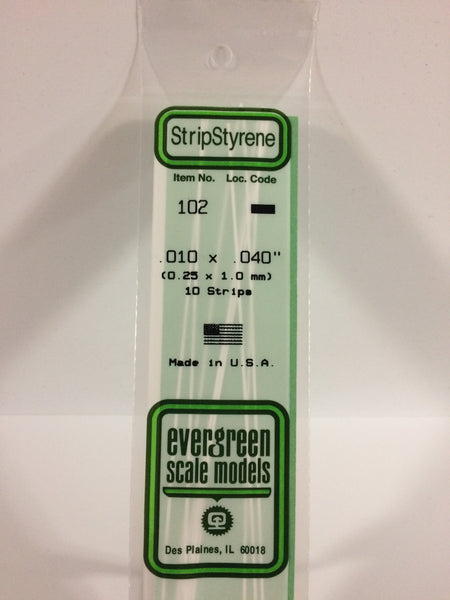 StripStyrene
Item No. Loc. Code
102
.010 x .040"
(0.25 x 1.0 mm)
10 Strips
Made in U.S.A.
evergreen
scale models
Des Plaines, IL 60018